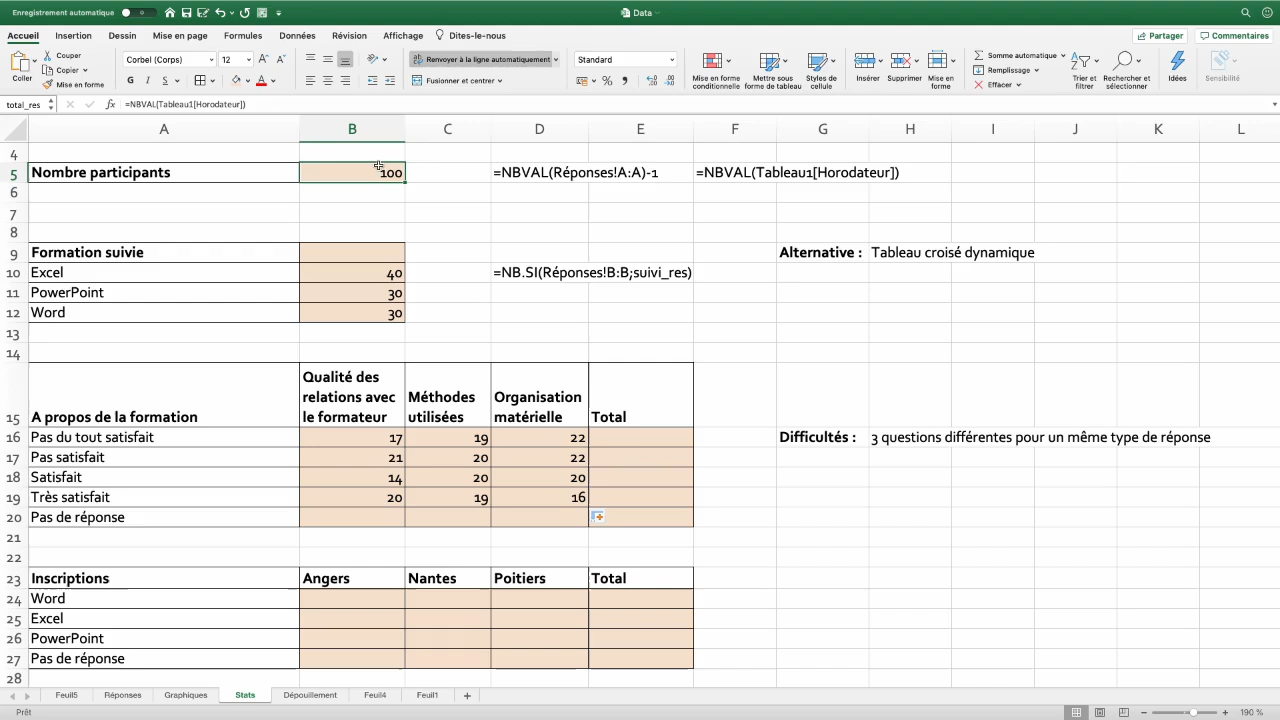 Enregistrement automatique
Data
Accueil Insertion Dessin Mise en page Formules Données Révision Affichage Dites-le-nous Partager Commentaires
Coller Couper Copier Mise en forme
Corbel (Corps)
G I S A
Renvoyer à la ligne automatiquement
Fusionner et centrer
Standard
Mise en forme conditionnelle
Mettre sous forme de tableau
Styles de cellule
Insérer Supprimer Mise en forme
Somme automatique
Remplissage
Effacer
Trier et filtrer
Rechercher et sélectionner
Idées
Sensibilité
total_res fx =NBVAL(Tableau1[Horodateur])
A B C D E F G H I J K L
4
5 Nombre participants 100 =NBVAL(Réponses!A:A)-1 =NBVAL(Tableau1[Horodateur])
6
7
8
9 Formation suivie Alternative : Tableau croisé dynamique
10 Excel 40 =NB.SI(Réponses!B:B;suivi_res)
11 PowerPoint 30
12 Word 30
13
14
15 A propos de la formation Qualité des relations avec le formateur Méthodes utilisées Organisation matérielle Total
16 Pas du tout satisfait 17 19 22 Difficultés : 3 questions différentes pour un même type de réponse
17 Pas satisfait 21 20 22
18 Satisfait 14 20 20
19 Très satisfait 20 19 16
20 Pas de réponse
21
22
23 Inscriptions Angers Nantes Poitiers Total
24 Word
25 Excel
26 PowerPoint
27 Pas de réponse
28
Feuil5 Réponses Graphiques Stats Dépouillement Feuil4 Feuil1 +
Prêt 190 %